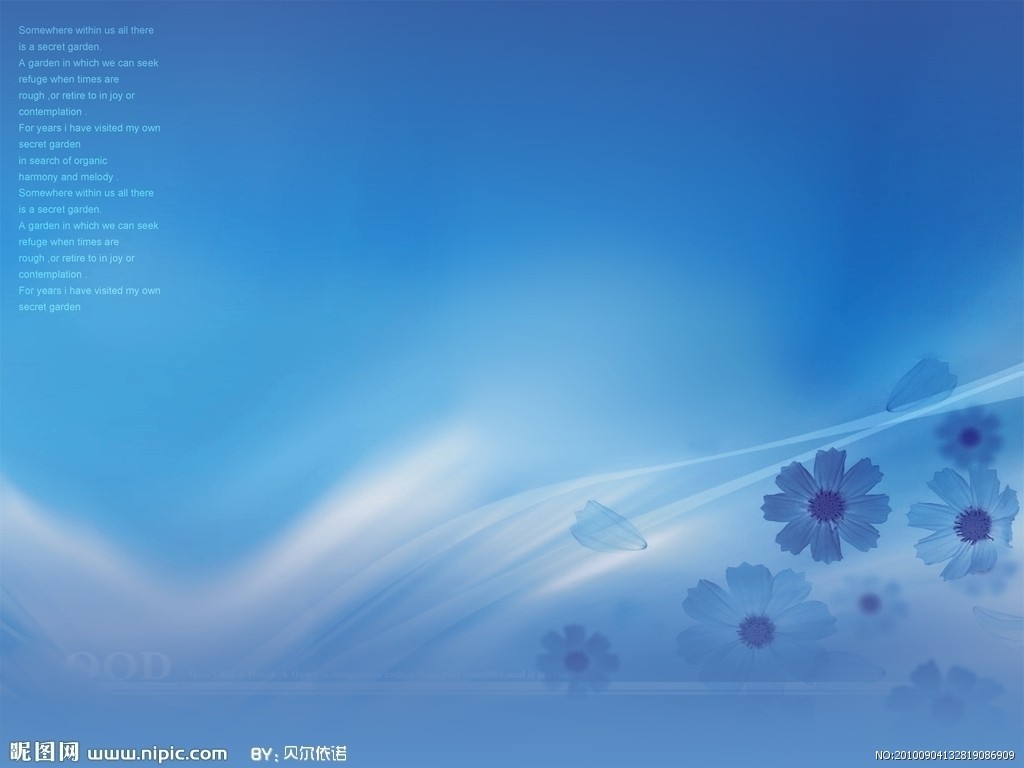 Somewhere within us all there
is a secret garden.
A garden in which we can seek
refuge when times are
rough ,or retire to in joy or
contemplation .
For years i have visited my own
secret garden
in search of organic
harmony and melody .
Somewhere within us all there
is a secret garden.
A garden in which we can seek
refuge when times are
rough ,or retire to in joy or
contemplation .
For years i have visited my own
secret garden
OOD
昵图网 www.nipic.com BY:贝尔依诺
NO:20100904132819086909